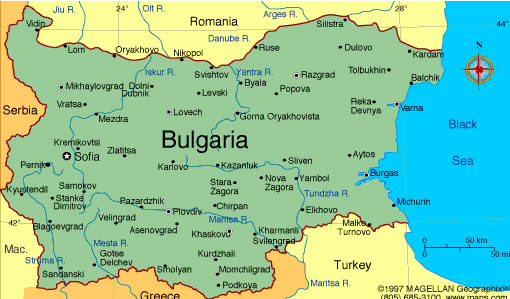 Jiu R.
24°
Olt R.
Arges R.
28°
Romania
Silistra
44°
Vidin
Danube R.
Lom
Oryakhovo
Nikopol
Ruse
Dulovo
Kardam
N
Iskur R.
Svishtov
Yantra R.
Razgrad
Tolbukhin
Balchik
Mikhaylovgrad
Dolni
Dubnik
Byala
Levski
Popova
Serbia
Vratsa
Lovech
Reka
Devnya
Varna
Mezdra
Gorna Oryakhovista
Black
Sea
Bulgaria
Kremikovtsi
Sofia
Zlatitsa
Pernik
Karlovo
Kazanluk
Sliven
Aytos
Burgas
Kyustendil
Samokov
Stara
Zagora
Nova
Zagora
Yambol
Tundzha R.
Stanke
Dimitrov
Pazardzhik
Plovdiv
Chirpan
Elkhovo
Michurin
42°
Blagoevgrad
Velingrad
Maritsa R.
Asenovgrad
Khaskovo
Kharmanli
Malko
Turnovo
Svilengrad
Mac.
Mesta R.
Struma R.
Gotse
Delchev
Kurdzhali
Sandanski
Smolyan
Momchilgrad
Podkova
Turkey
Maritsa R.
Greece
0
50 km
0
50 mi
©1997 MAGELLAN Geographix
(805) 685-3100 www.maps.com